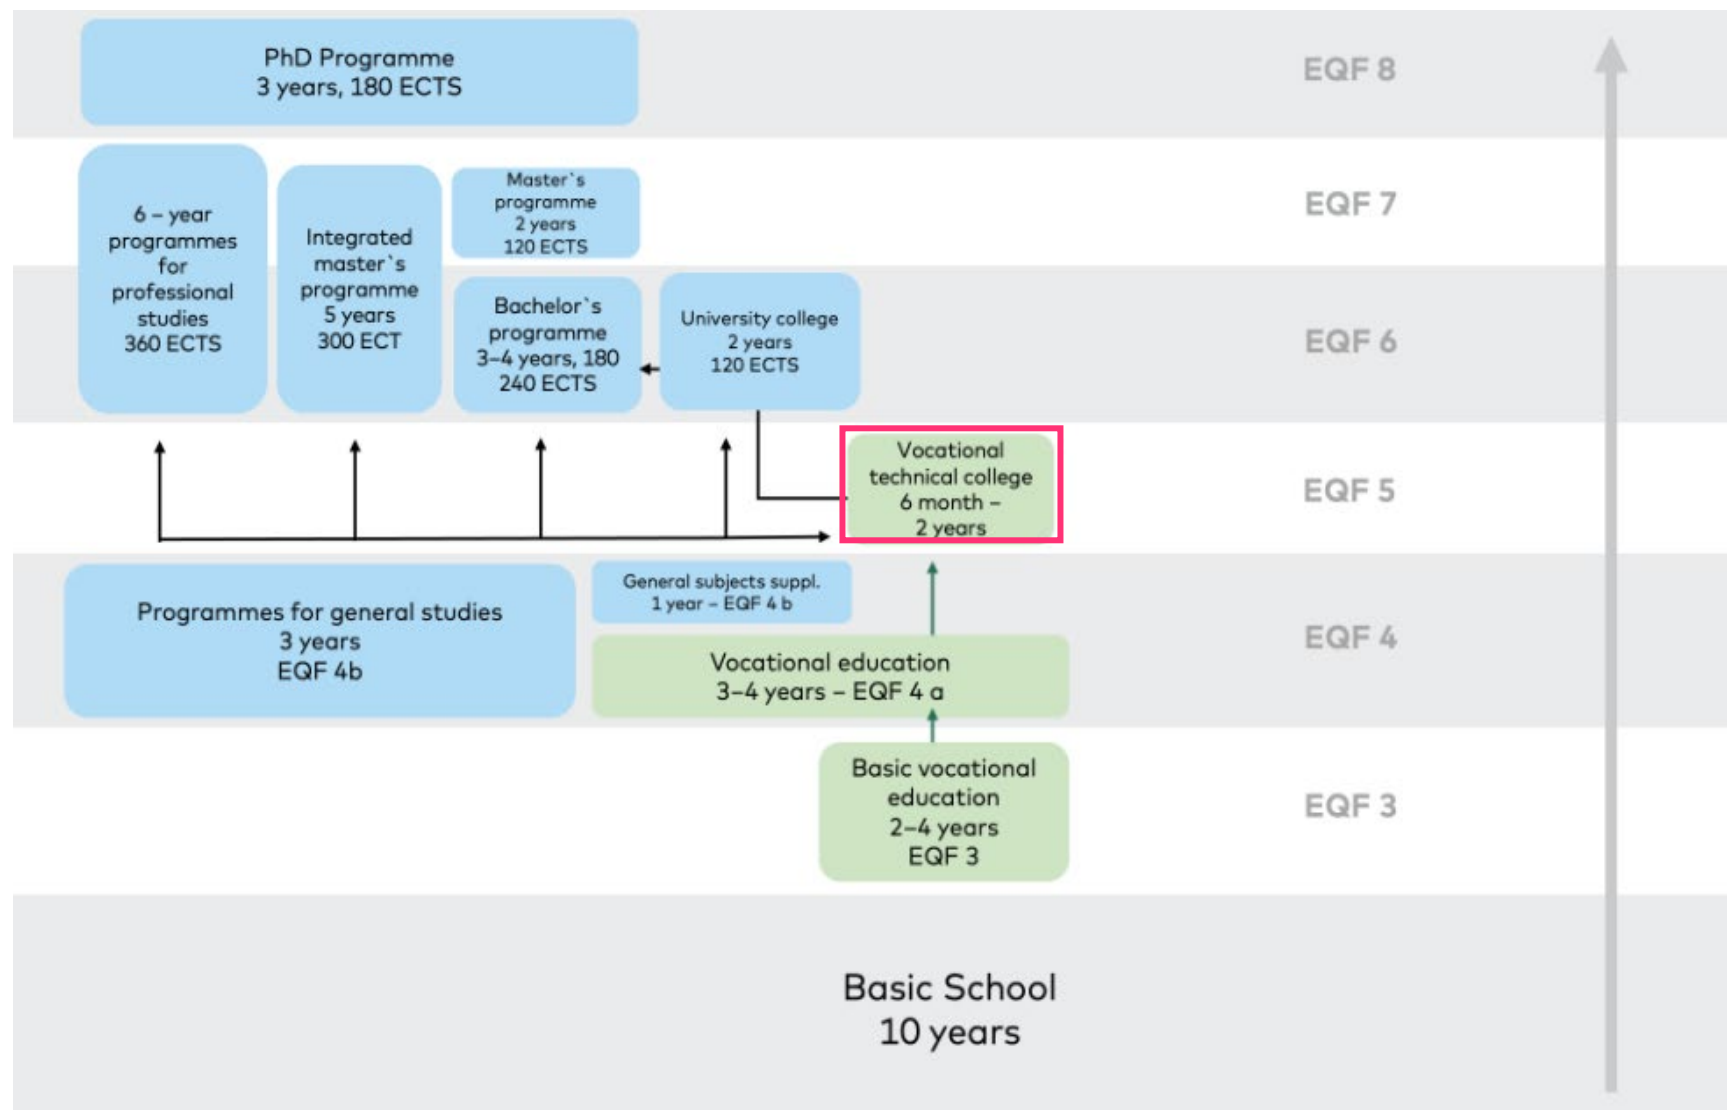 PhD Programme
3 years, 180 ECTS
EQF 8
6 – year
programmes
for
professional
studies
360 ECTS
Integrated
master`s
programme
5 years
300 ECT
Master`s
programme
2 years
120 ECTS
EQF 7
Bachelor`s
programme
3–4 years, 180
240 ECTS
University college
2 years
120 ECTS
EQF 6
Vocational
technical college
6 month –
2 years
EQF 5
Programmes for general studies
3 years
EQF 4b
General subjects suppl.
1 year – EQF 4 b
Vocational education
3–4 years – EQF 4 a
EQF 4
Basic vocational
education
2–4 years
EQF 3
EQF 3
Basic School
10 years